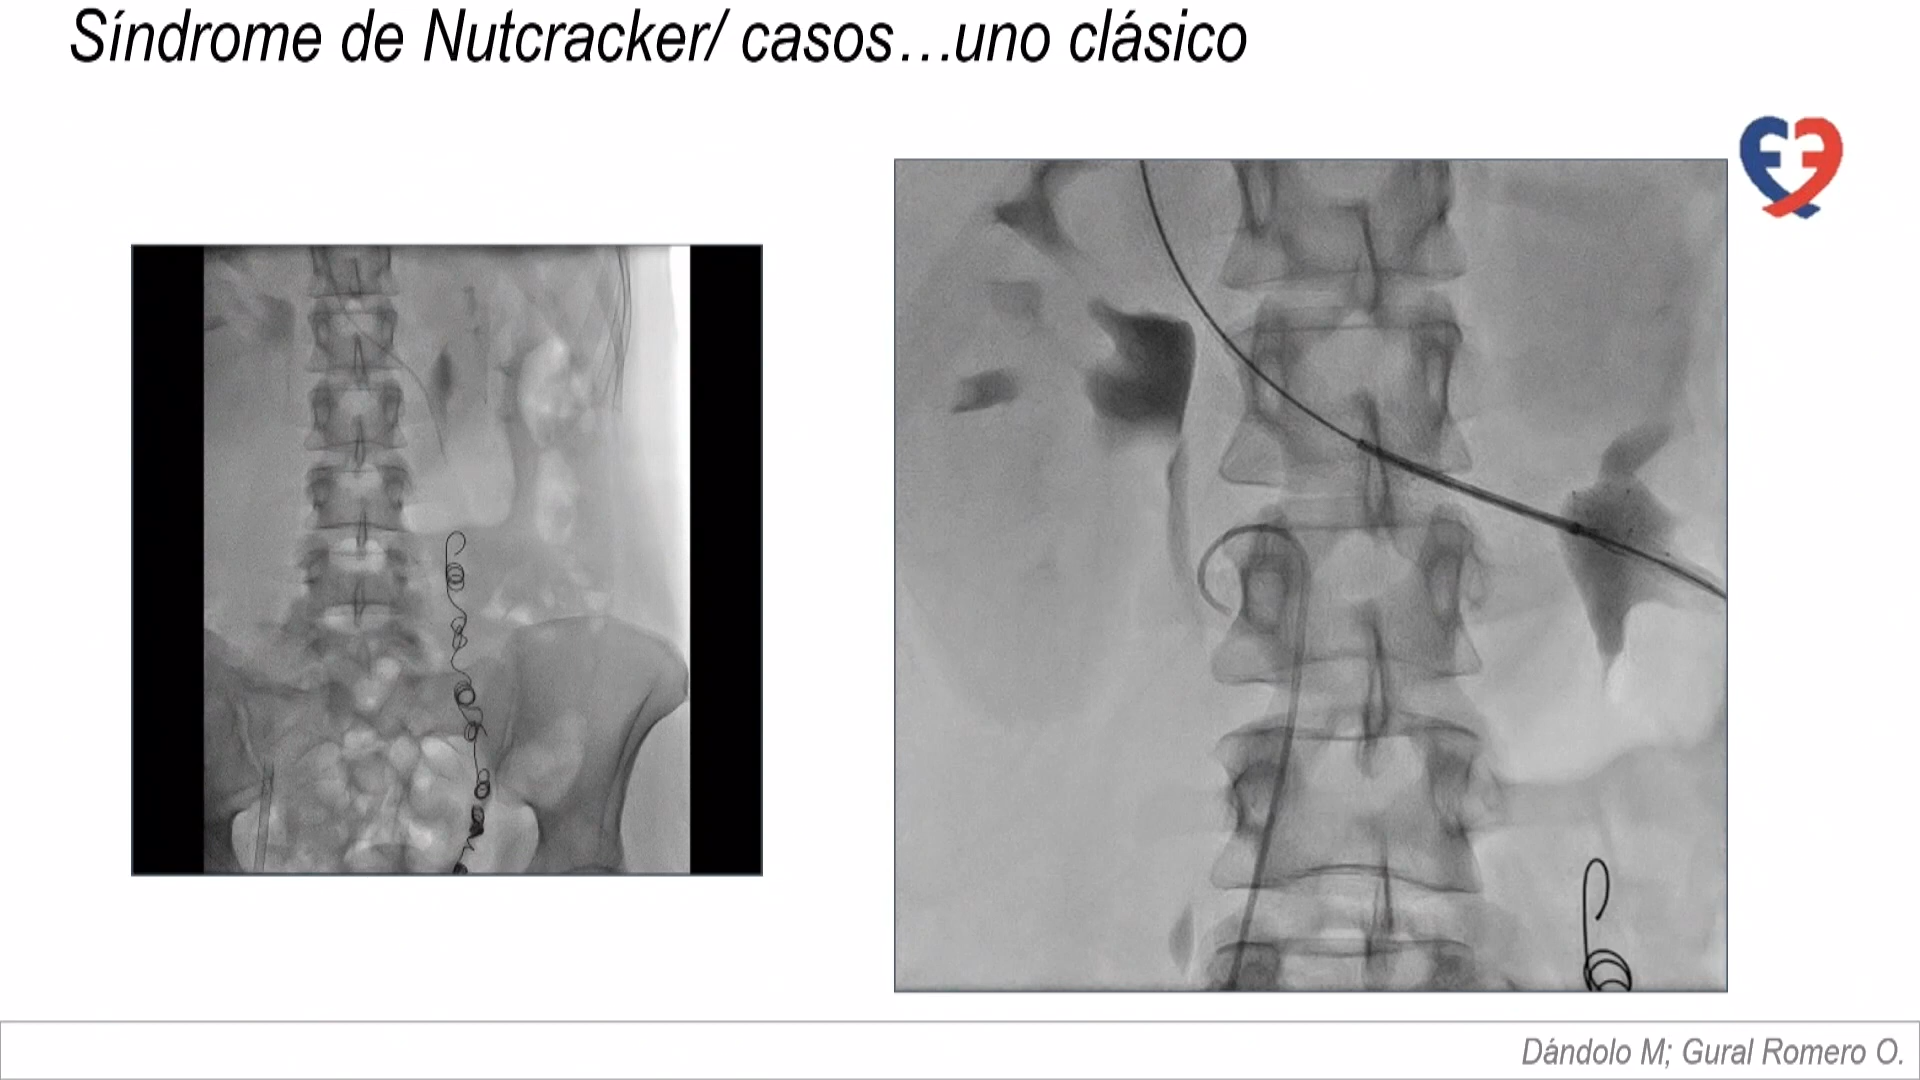 Síndrome de Nutcracker/ casos…uno clásico
Dándolo M; Gural Romero O.